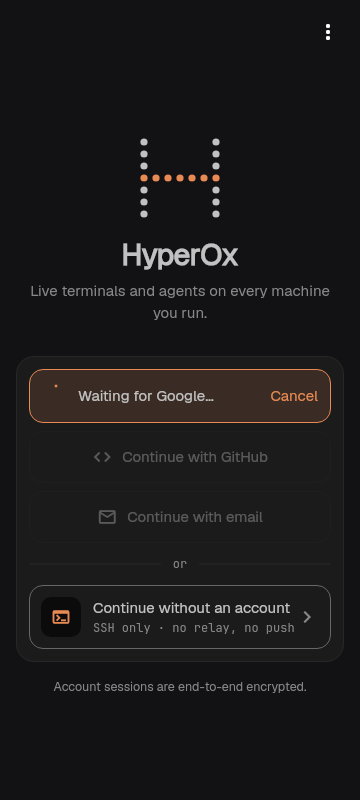 HyperOx
Live terminals and agents on every machine
you run.
Waiting for Google...
Cancel
Continue with GitHub
Continue with email
or
Continue without an account
SSH only · no relay, no push
Account sessions are end-to-end encrypted.